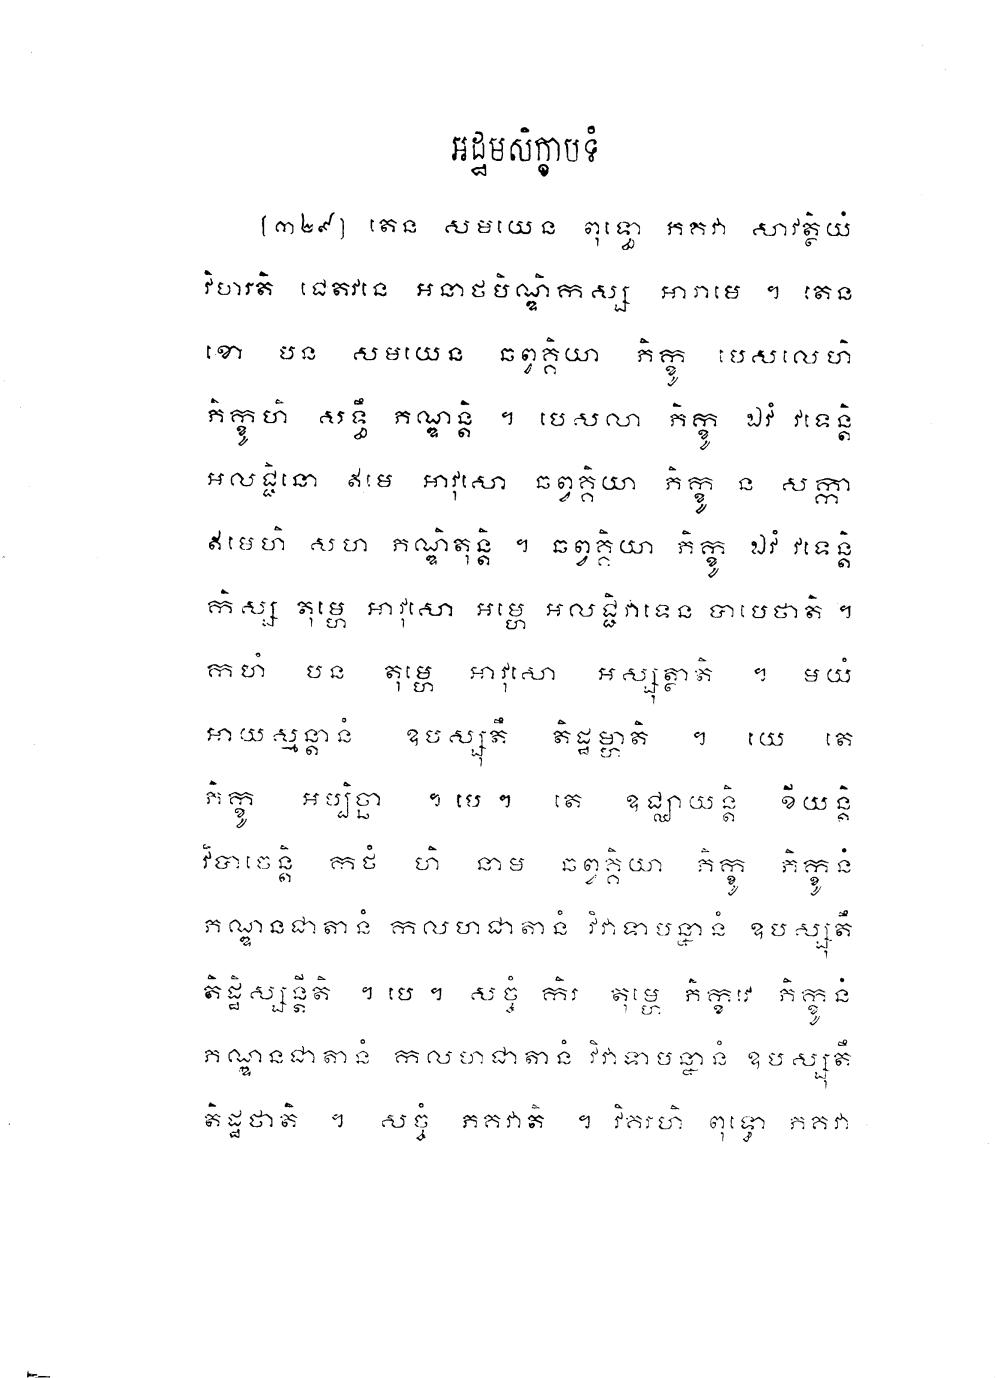 អដ្ឋមសិក្ខាបទំ
[៣២៩] តេន សមយេន ពុទ្ធោ ភគវា សាវត្ថិយំ
វិហរតិ ជេតវនេ អនាថបិណ្ឌិកស្ស អារាមេ ។ តេន
ខោ បន សមយេន ឆព្វគ្គិយា ភិក្ខូ បេសលេហិ
ភិក្ខូហិ សទ្ធឹ ភណ្ឌន្តិ ។ បេសលា ភិក្ខូ ឯវំ វទេន្តិ
អលជ្ជិនោ ឥមេ អាវុសោ ឆព្វគ្គិយា ភិក្ខូ ន សក្កា
ឥមេហិ សហ ភណ្ឌិតុន្តិ ។ ឆព្វគ្គិយា ភិក្ខូ ឯវំ វទេន្តិ
កិស្ស តុម្ហេ អាវុសោ អម្ហេ អលជ្ជិវាទេន បាបេថាតិ ។
កហំ បន តុម្ហេ អាវុសោ អស្សុត្ថាតិ ។ មយំ
អាយស្មន្តានំ ឧបស្សុតឹ តិដ្ឋម្ហាតិ ។ យេ តេ
ភិក្ខូ អប្បិច្ឆា ។ បេ ។ តេ ឧជ្ឈាយន្តិ ខីយន្តិ
វិបាចេន្តិ កថំ ហិ នាម ឆព្វគ្គិយា ភិក្ខូ ភិក្ខូនំ
ភណ្ឌនជាតានំ កលហជាតានំ វិវាទាបន្នានំ ឧបស្សុតឹ
តិដ្ឋិស្សន្តីតិ ។ បេ ។ សច្ចំ កិរ តុម្ហេ ភិក្ខវេ ភិក្ខូនំ
ភណ្ឌនជាតានំ កលហជាតានំ វិវាទាបន្នានំ ឧបស្សុតឹ
តិដ្ឋថាតិ ។ សច្ចំ ភគវាតិ ។ វិគរហិ ពុទ្ធោ ភគវា